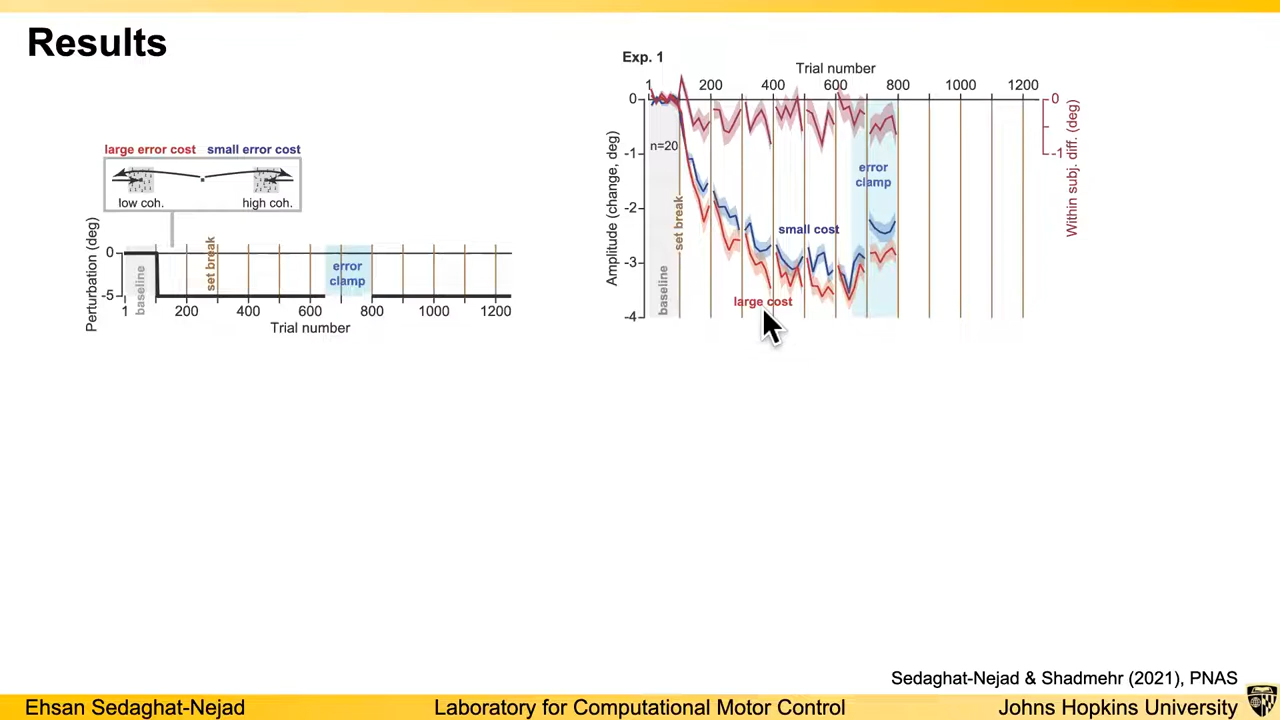 Results
large error cost small error cost
low coh. high coh.
Perturbation (deg)
0
-5
baseline
set break
error
clamp
1 200 400 600 800 1000 1200
Trial number
Exp. 1
Trial number
1 200 400 600 800 1000 1200
0
-1
-2
-3
-4
Amplitude (change, deg)
n=20
baseline
set break
small cost
large cost
error
clamp
0
-1
Within subj. diff. (deg)
Sedaghat-Nejad & Shadmehr (2021), PNAS
Ehsan Sedaghat-Nejad Laboratory for Computational Motor Control Johns Hopkins University